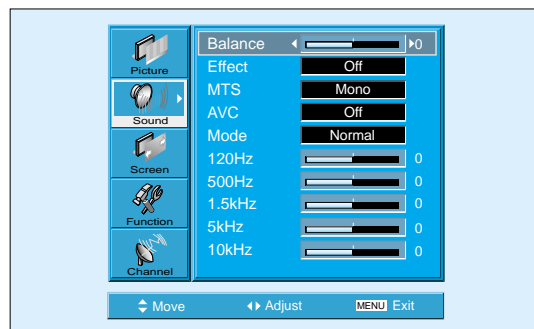 Picture
Sound
Screen
Function
Channel
Balance 0
Effect Off
MTS Mono
AVC Off
Mode Normal
120Hz 0
500Hz 0
1.5kHz 0
5kHz 0
10kHz 0
Move Adjust MENU Exit